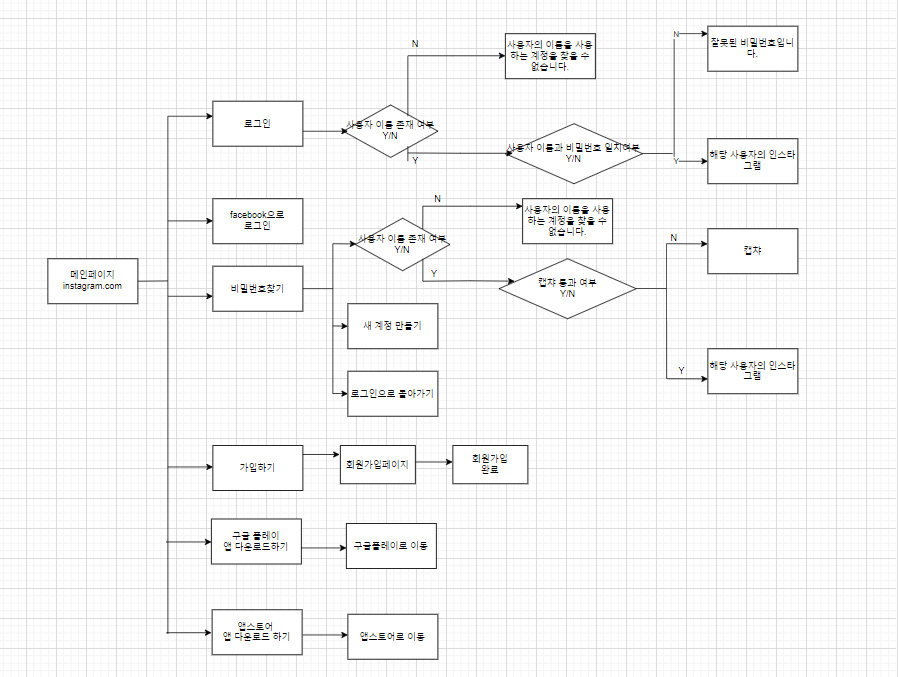 N
사용자의 이름을 사용
하는 계정을 찾을 수
없습니다.
N
잘못된 비밀번호입니
다.
로그인
사용자 이름 존재 여부
Y/N
Y
사용자 이름과 비밀번호 일치여부
Y/N
Y
해당 사용자의 인스타
그램
facebook으로
로그인
N
사용자의 이름을 사용
하는 계정을 찾을 수
없습니다.
사용자 이름 존재 여부
Y/N
N
캡챠
메인페이지
instagram.com
비밀번호찾기
Y
캡챠 통과 여부
Y/N
새 계정 만들기
Y
해당 사용자의 인스타
그램
로그인으로 돌아가기
가입하기
회원가입페이지
회원가입
완료
구글 플레이
앱 다운로드하기
구글플레이로 이동
앱스토어
앱 다운로드 하기
앱스토어로 이동